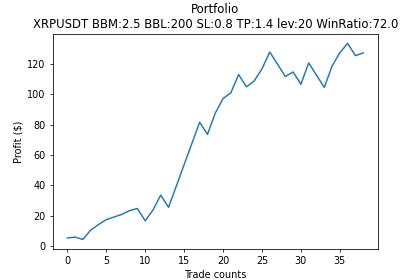 Portfolio
XRPUSDT BBM:2.5 BBL:200 SL:0.8 TP:1.4 lev:20 WinRatio:72.0
120
100
80
60
40
20
0
Profit ($)
0 5 10 15 20 25 30 35
Trade counts